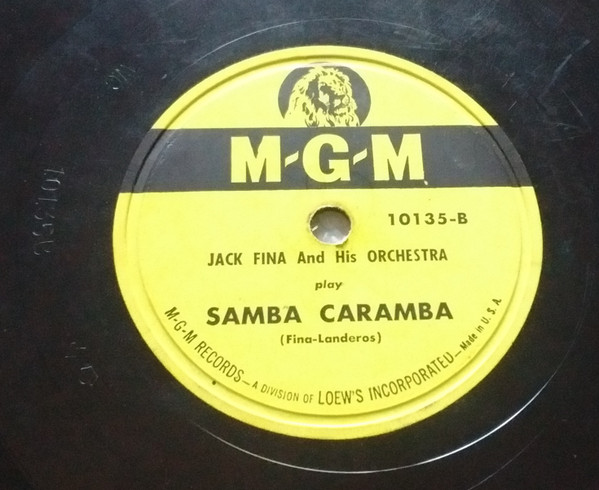 M-G-M
10135-B
JACK FINA And His ORCHESTRA
play
SAMBA CARAMBA
(Fina-Landeros)
M-G-M RECORDS—A DIVISION OF LOEW'S INCORPORATED—Made in U. S. A.